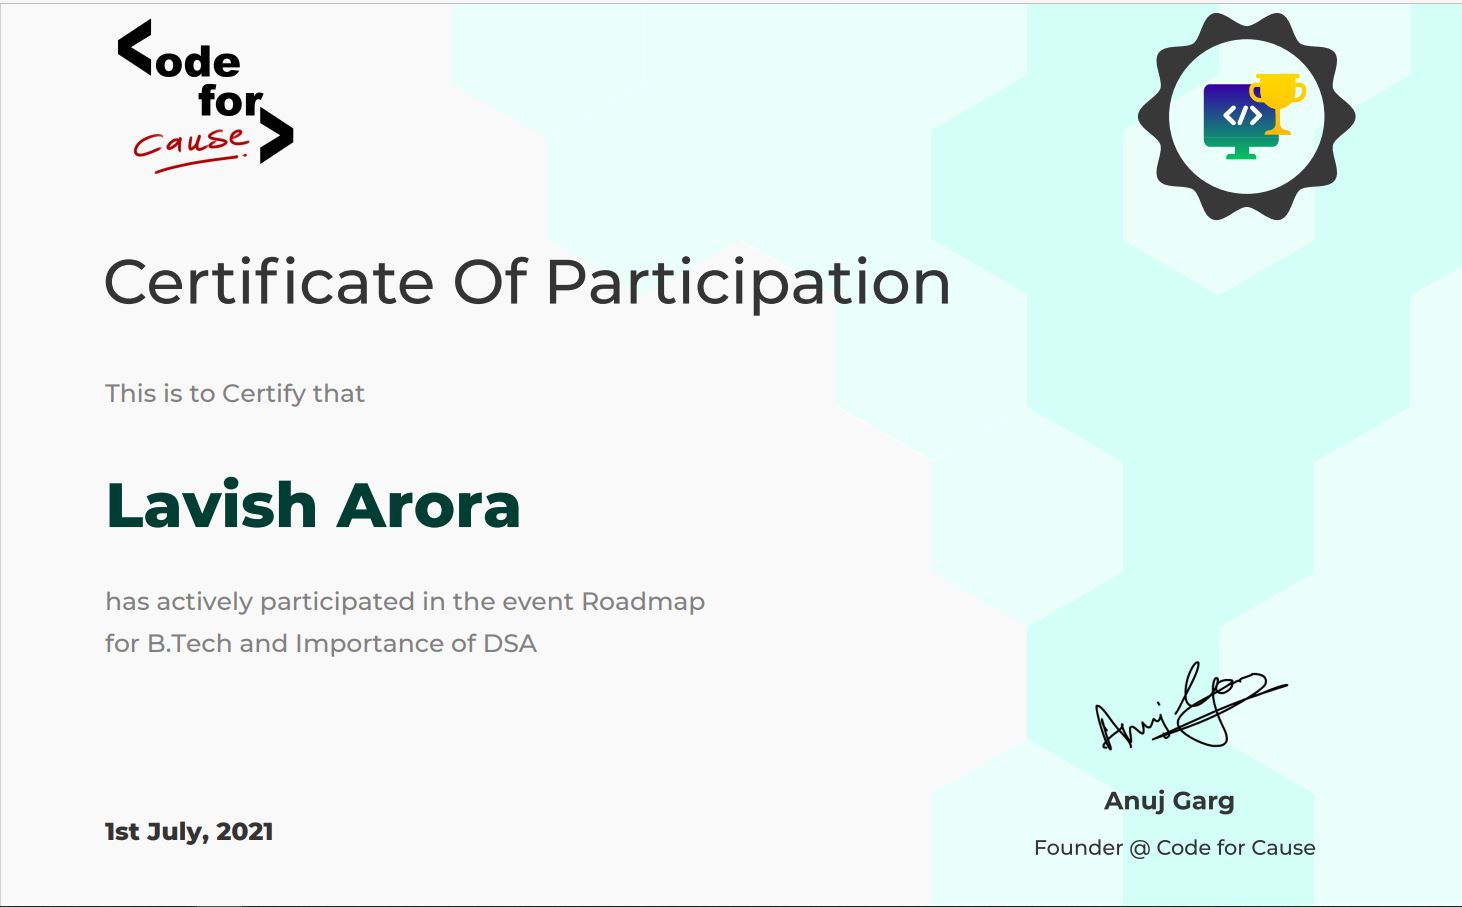 <ode
for
Cause>
</>
Certificate Of Participation
This is to Certify that
Lavish Arora
has actively participated in the event Roadmap
for B.Tech and Importance of DSA
Anuj Garg
Anuj Garg
1st July, 2021
Founder @ Code for Cause